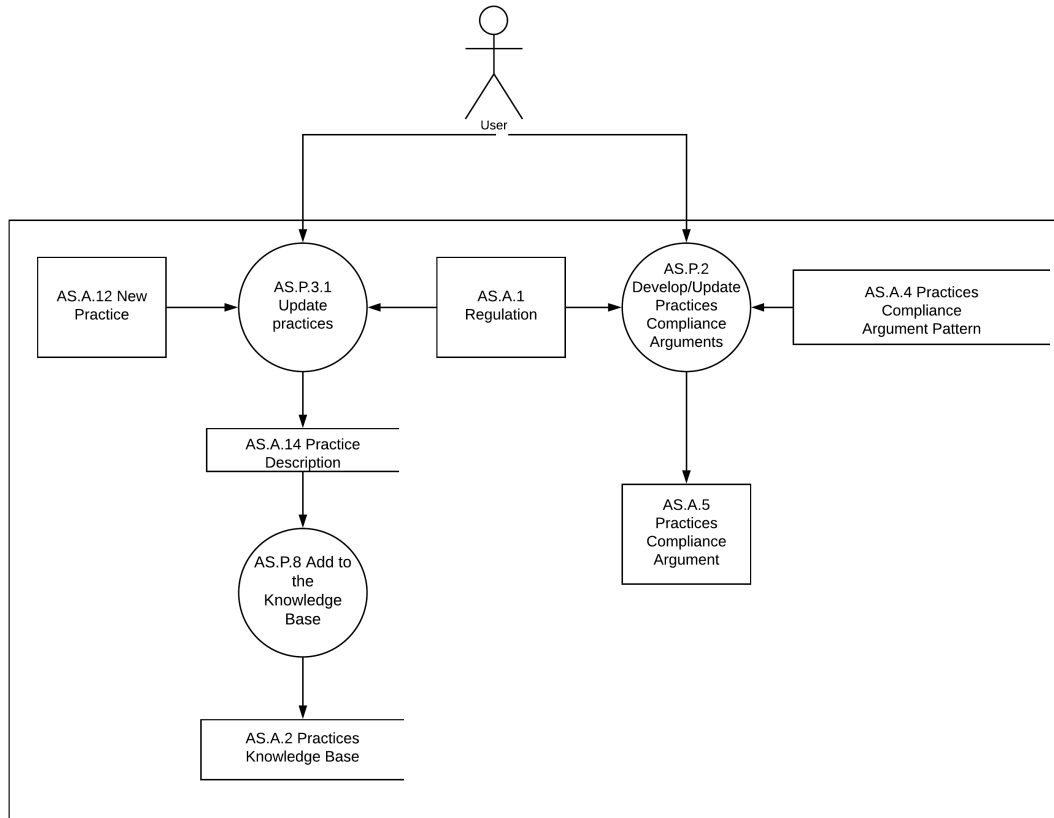 User
AS.A.12 New
Practice
AS.P.3.1
Update
practices
AS.A.1
Regulation
AS.P.2
Develop/Update
Practices
Compliance
Arguments
AS.A.4 Practices
Compliance
Argument Pattern
AS.A.14 Practice
Description
AS.A.5
Practices
Compliance
Argument
AS.P.8 Add to
the
Knowledge
Base
AS.A.2 Practices
Knowledge Base